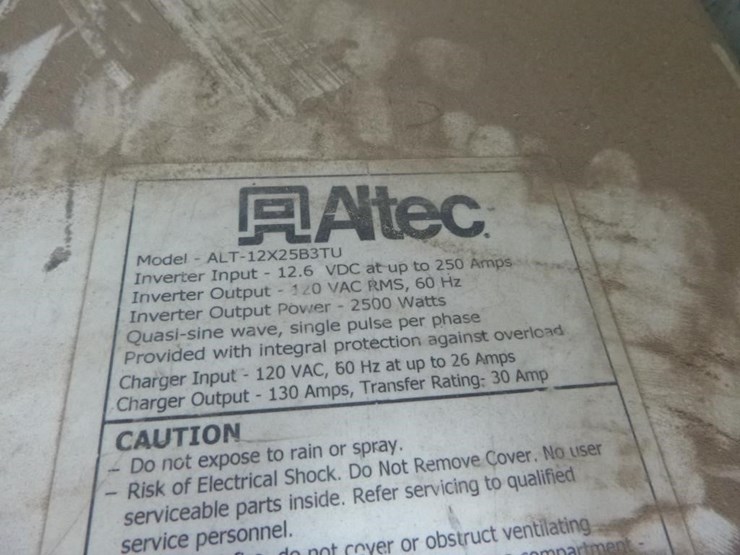 Altec
Model - ALT-12X25B3TU
Inverter Input - 12.6 VDC at up to 250 Amps
Inverter Output - 120 VAC RMS, 60 Hz
Inverter Output Power - 2500 Watts
Quasi-sine wave, single pulse per phase
Provided with integral protection against overload
Charger Input - 120 VAC, 60 Hz at up to 26 Amps
Charger Output - 130 Amps, Transfer Rating: 30 Amp
CAUTION
- Do not expose to rain or spray.
- Risk of Electrical Shock. Do Not Remove Cover. No user
serviceable parts inside. Refer servicing to qualified
service personnel.
do not cover or obstruct ventilating
compartment -